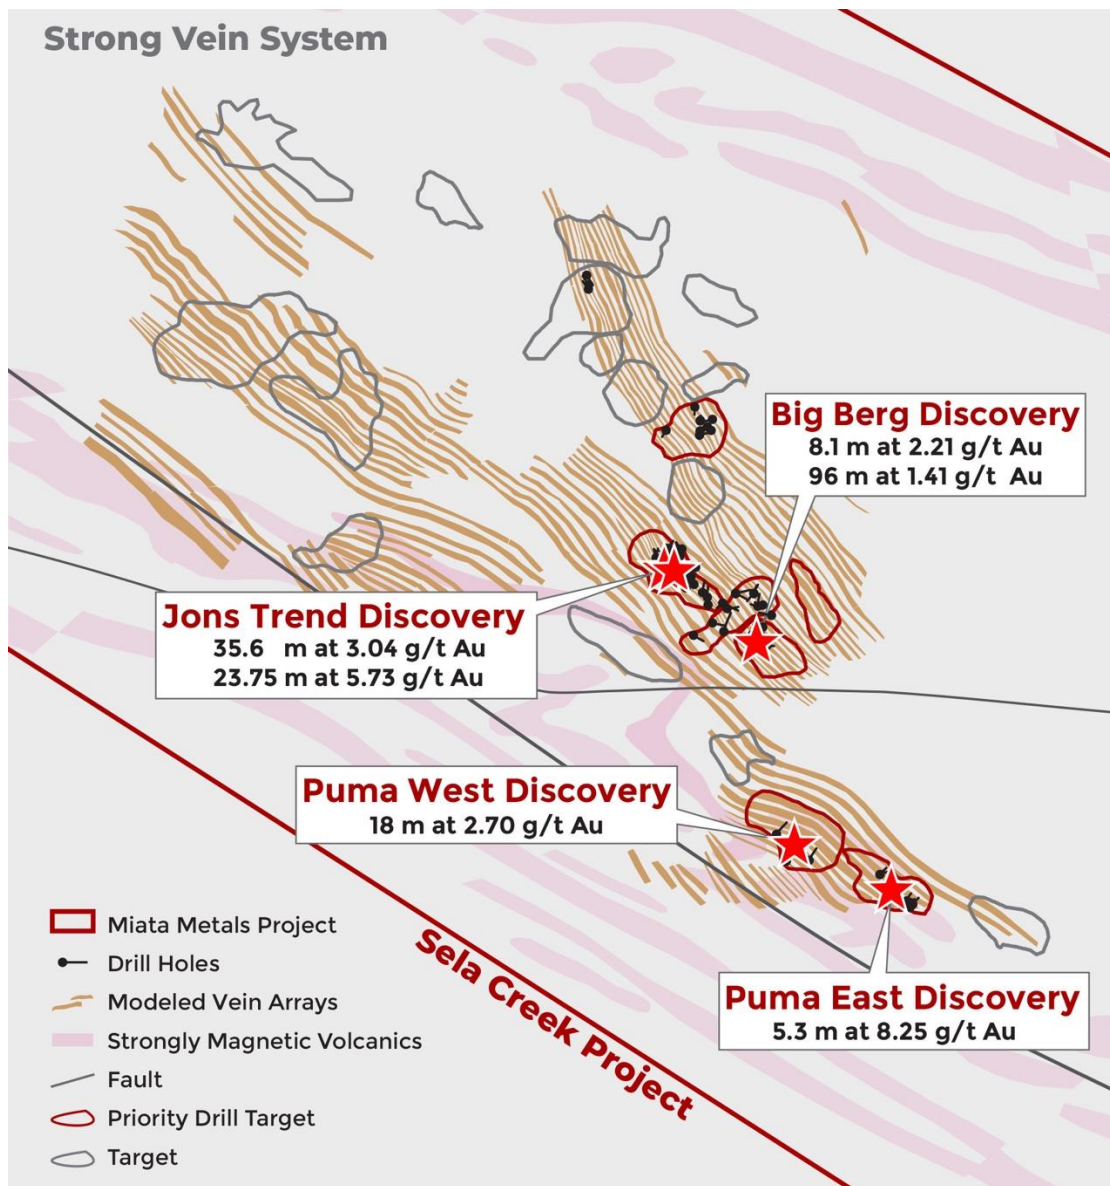 Strong Vein System
Big Berg Discovery
8.1 m at 2.21 g/t Au
96 m at 1.41 g/t Au
Jons Trend Discovery
35.6 m at 3.04 g/t Au
23.75 m at 5.73 g/t Au
Puma West Discovery
18 m at 2.70 g/t Au
Puma East Discovery
5.3 m at 8.25 g/t Au
Sela Creek Project
Miata Metals Project
Drill Holes
Modeled Vein Arrays
Strongly Magnetic Volcanics
Fault
Priority Drill Target
Target